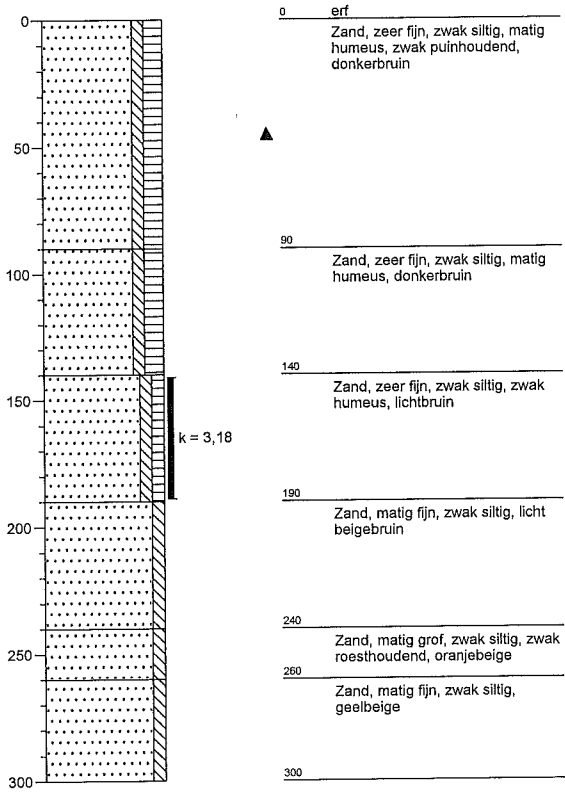 0 erf
0
Zand, zeer fijn, zwak siltig, matig
humeus, zwak puinhoudend,
donkerbruin
50
90
Zand, zeer fijn, zwak siltig, matig
humeus, donkerbruin
100
140
Zand, zeer fijn, zwak siltig, zwak
humeus, lichtbruin
150
k = 3,18
190
Zand, matig fijn, zwak siltig, licht
beigebruin
200
240
Zand, matig grof, zwak siltig, zwak
roesthoudend, oranjebeige
250
260
Zand, matig fijn, zwak siltig,
geelbeige
300
300